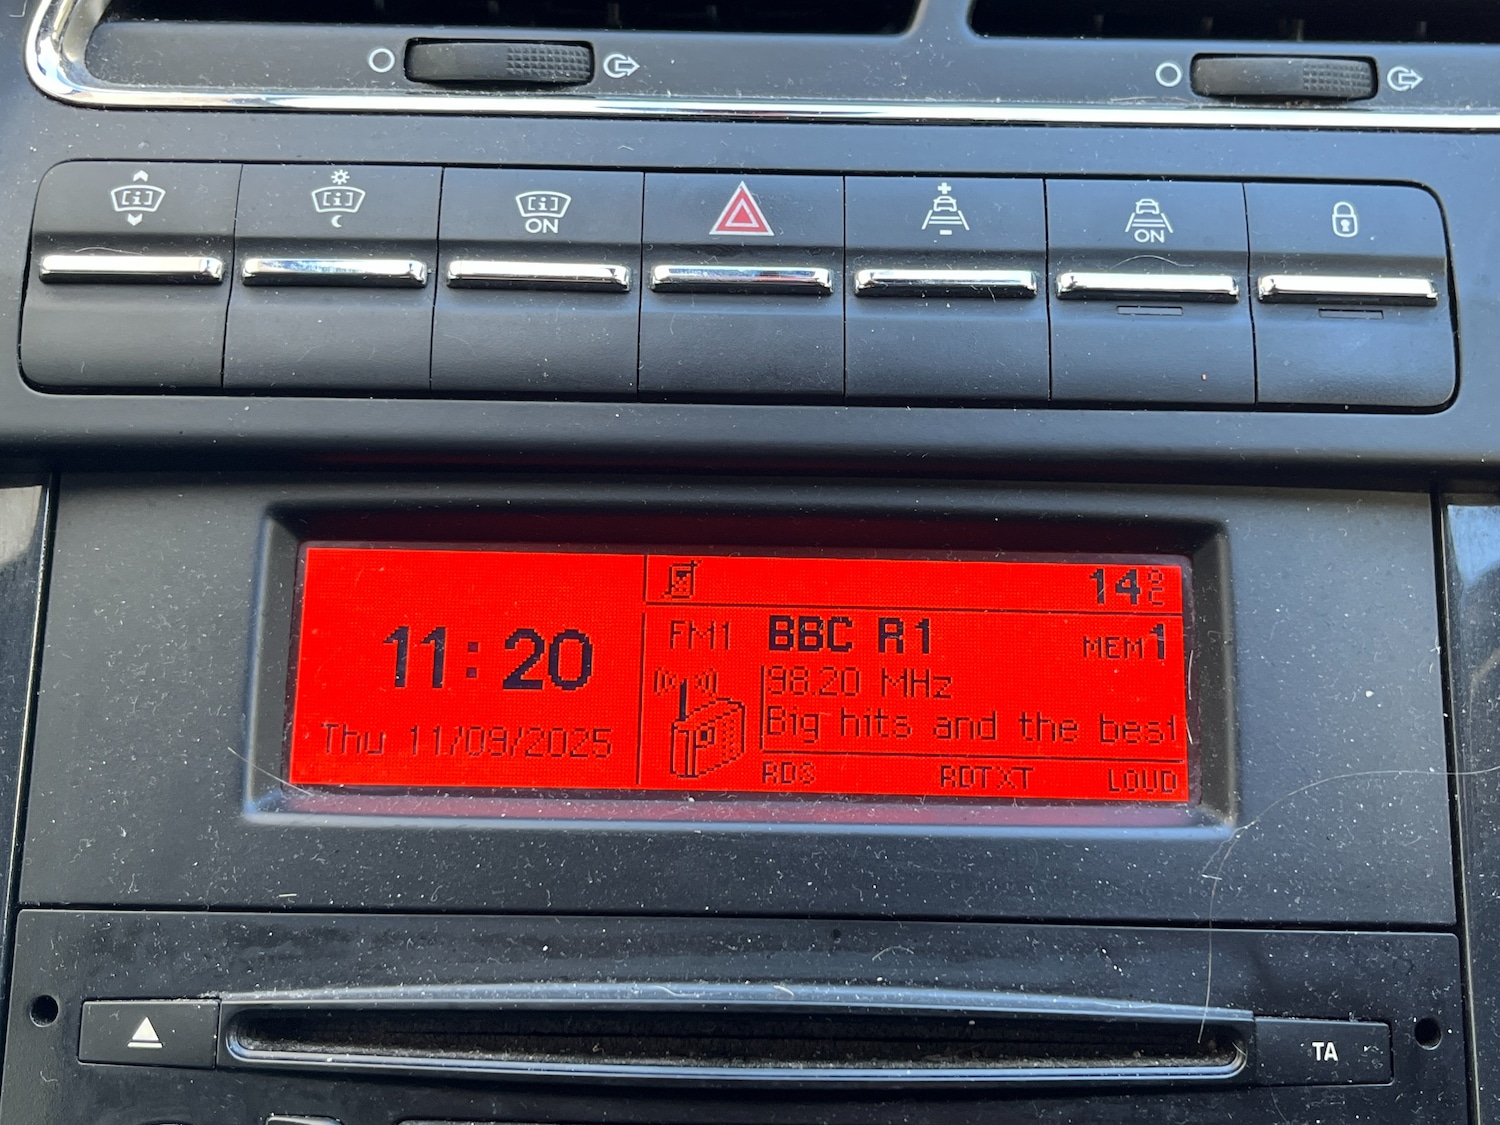 [i]
[i]
[i]
ON
ON
14°C
11:20
FM1 BBC R1 MEM1
98.20 MHz
Big hits and the best
Thu 11/09/2025
RDS RDTXT LOUD
TA